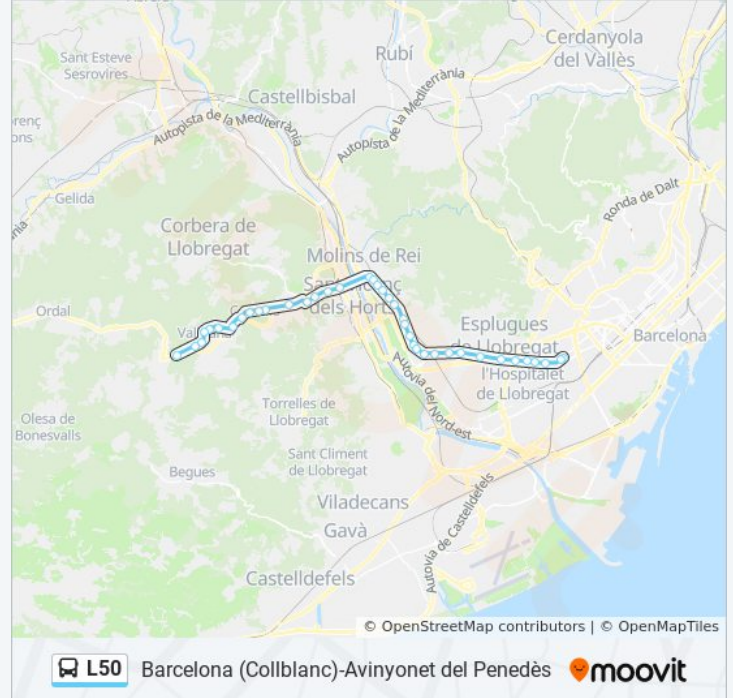 Cerdanyola
del Vallès
Rubí
Sant Esteve
Sesrovires
Castellbisbal
Autopista de la Mediterrània
Autopista de la Mediterrània
Gelida
Ronda de Dalt
Corbera de
Llobregat
Molins de Rei
dels Horts
Ordal
Esplugues
de Llobregat
Barcelona
l'Hospitalet
de Llobregat
Autovia del Nord-est
Torrelles de
Llobregat
Olesa de
Bonesvalls
Sant Climent
de Llobregat
Begues
Viladecans
Gavà
Autovia de Castelldefels
Castelldefels
© OpenStreetMap contributors | © OpenMapTiles
L50 Barcelona (Collblanc)-Avinyonet del Penedès moovit